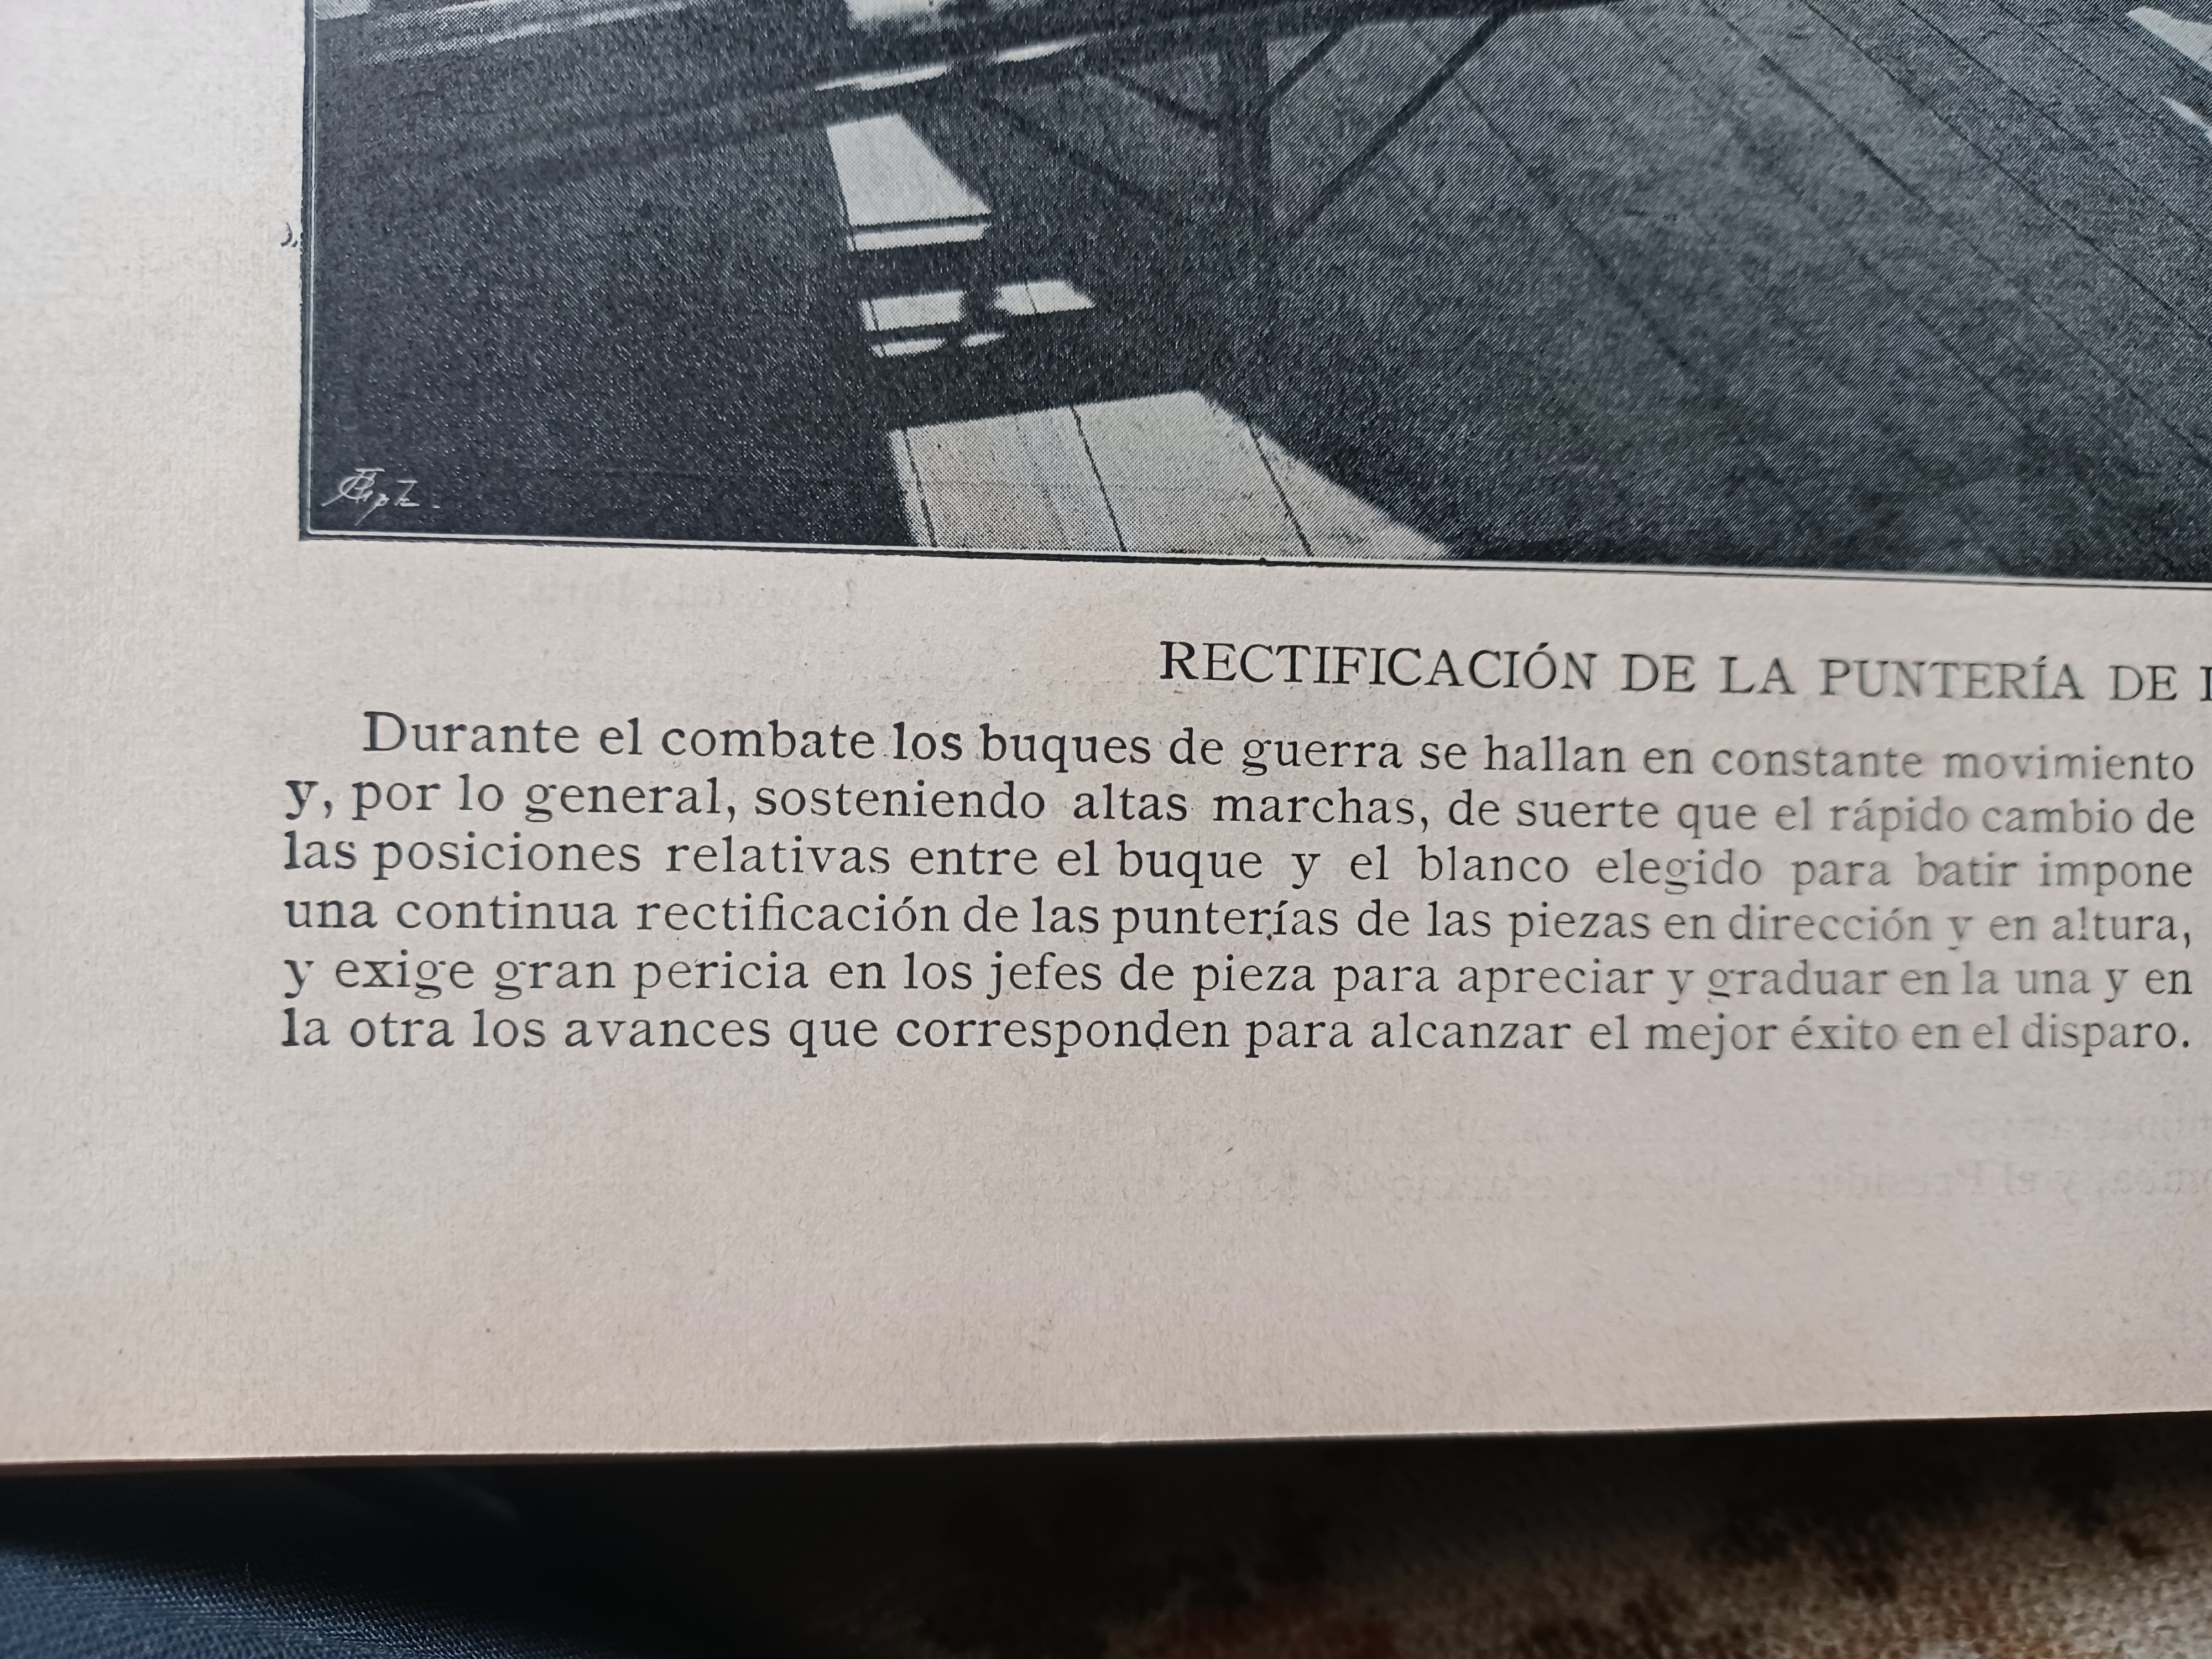 RECTIFICACIÓN DE LA PUNTERÍA DE
Durante el combate los buques de guerra se hallan en constante movimiento
y, por lo general, sosteniendo altas marchas, de suerte que el rápido cambio de
las posiciones relativas entre el buque y el blanco elegido para batir impone
una continua rectificación de las punterías de las piezas en dirección y en altura,
y exige gran pericia en los jefes de pieza para apreciar y graduar en la una y en
la otra los avances que corresponden para alcanzar el mejor éxito en el disparo.